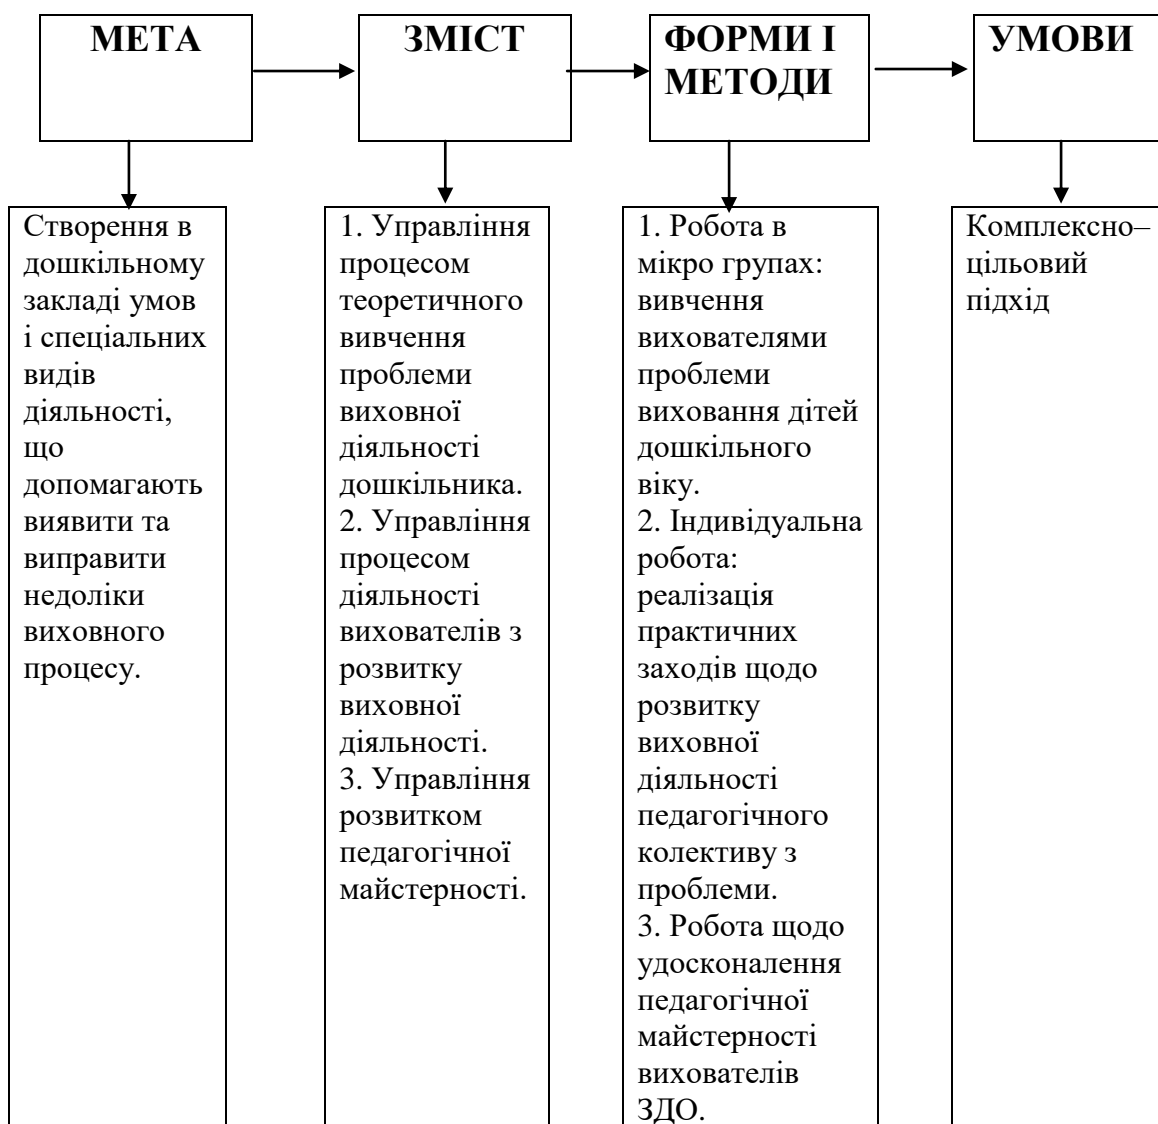 МЕТА
ЗМІСТ
ФОРМИ І
МЕТОДИ
УМОВИ
Створення в
дошкільному
закладі умов
і спеціальних
видів
діяльності,
що
допомагають
виявити та
виправити
недоліки
виховного
процесу.
1. Управління
процесом
теоретичного
вивчення
проблеми
виховної
діяльності
дошкільника.
2. Управління
процесом
діяльності
вихователів з
розвитку
виховної
діяльності.
3. Управління
розвитком
педагогічної
майстерності.
1. Робота в
мікро групах:
вивчення
вихователями
проблеми
виховання дітей
дошкільного
віку.
2. Індивідуальна
робота:
реалізація
практичних
заходів щодо
розвитку
виховної
діяльності
педагогічного
колективу з
проблеми.
3. Робота щодо
удосконалення
педагогічної
майстерності
вихователів
ЗДО.
Комплексно–
цільовий
підхід